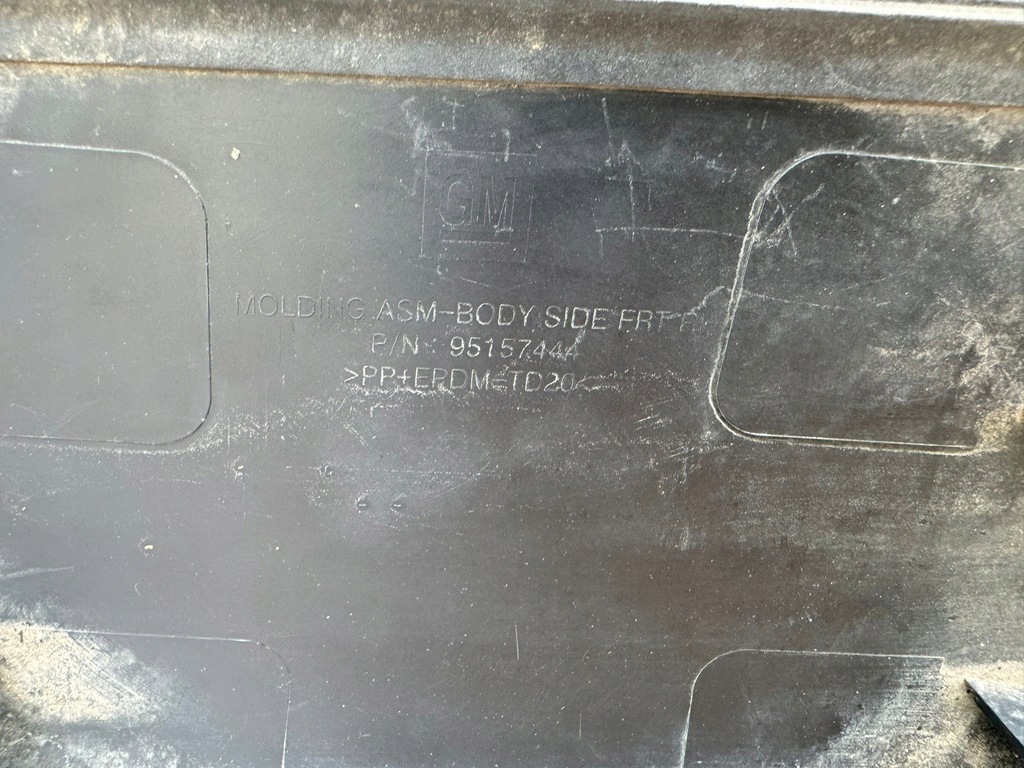 GM
MOLDING ASM-BODY SIDE FRT
P/N : 95157444
>PP+EPDM-TD20<